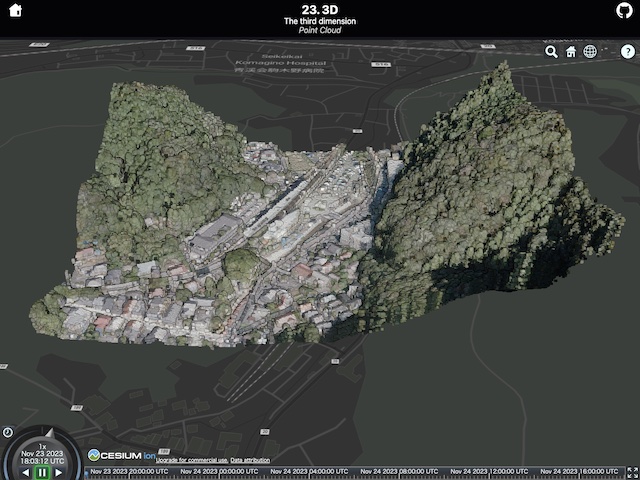 23. 3D
The third dimension
Point Cloud
516
Seikeikai
Komagino Hospital
516
20
?
1x
Nov 23 2023
18:03:12 UTC
CESIUM ion
Upgrade for commercial use. Data attribution
Nov 23 2023 20:00:00 UTC
Nov 24 2023 00:00:00 UTC
Nov 24 2023 04:00:00 UTC
Nov 24 2023 08:00:00 UTC
Nov 24 2023 12:00:00 UTC
Nov 24 2023 16:00:00 UTC